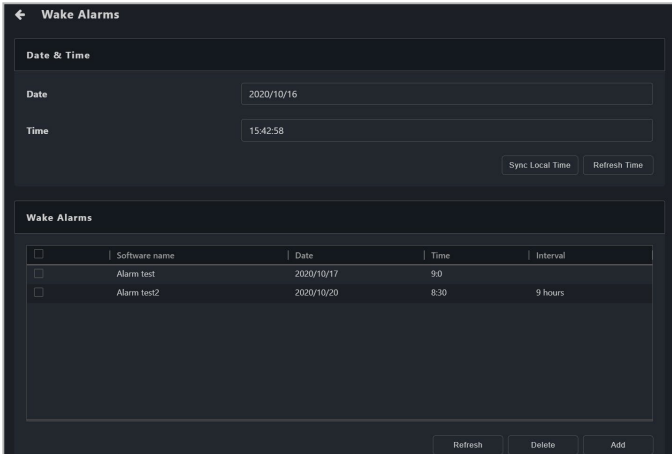 Wake Alarms
Date & Time
Date 2020/10/16
Time 15:42:58
Sync Local Time Refresh Time
Wake Alarms
Software name Date Time Interval
Alarm test 2020/10/17 9:0
Alarm test2 2020/10/20 8:30 9 hours
Refresh Delete Add